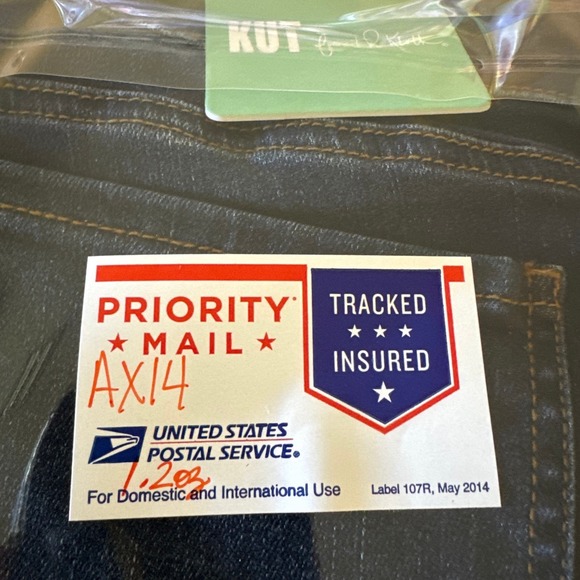 KUT
PRIORITY®
★ MAIL ★
TRACKED
★ ★ ★
INSURED
★
AX14
UNITED STATES
POSTAL SERVICE®
1.2oz
For Domestic and International Use
Label 107R, May 2014